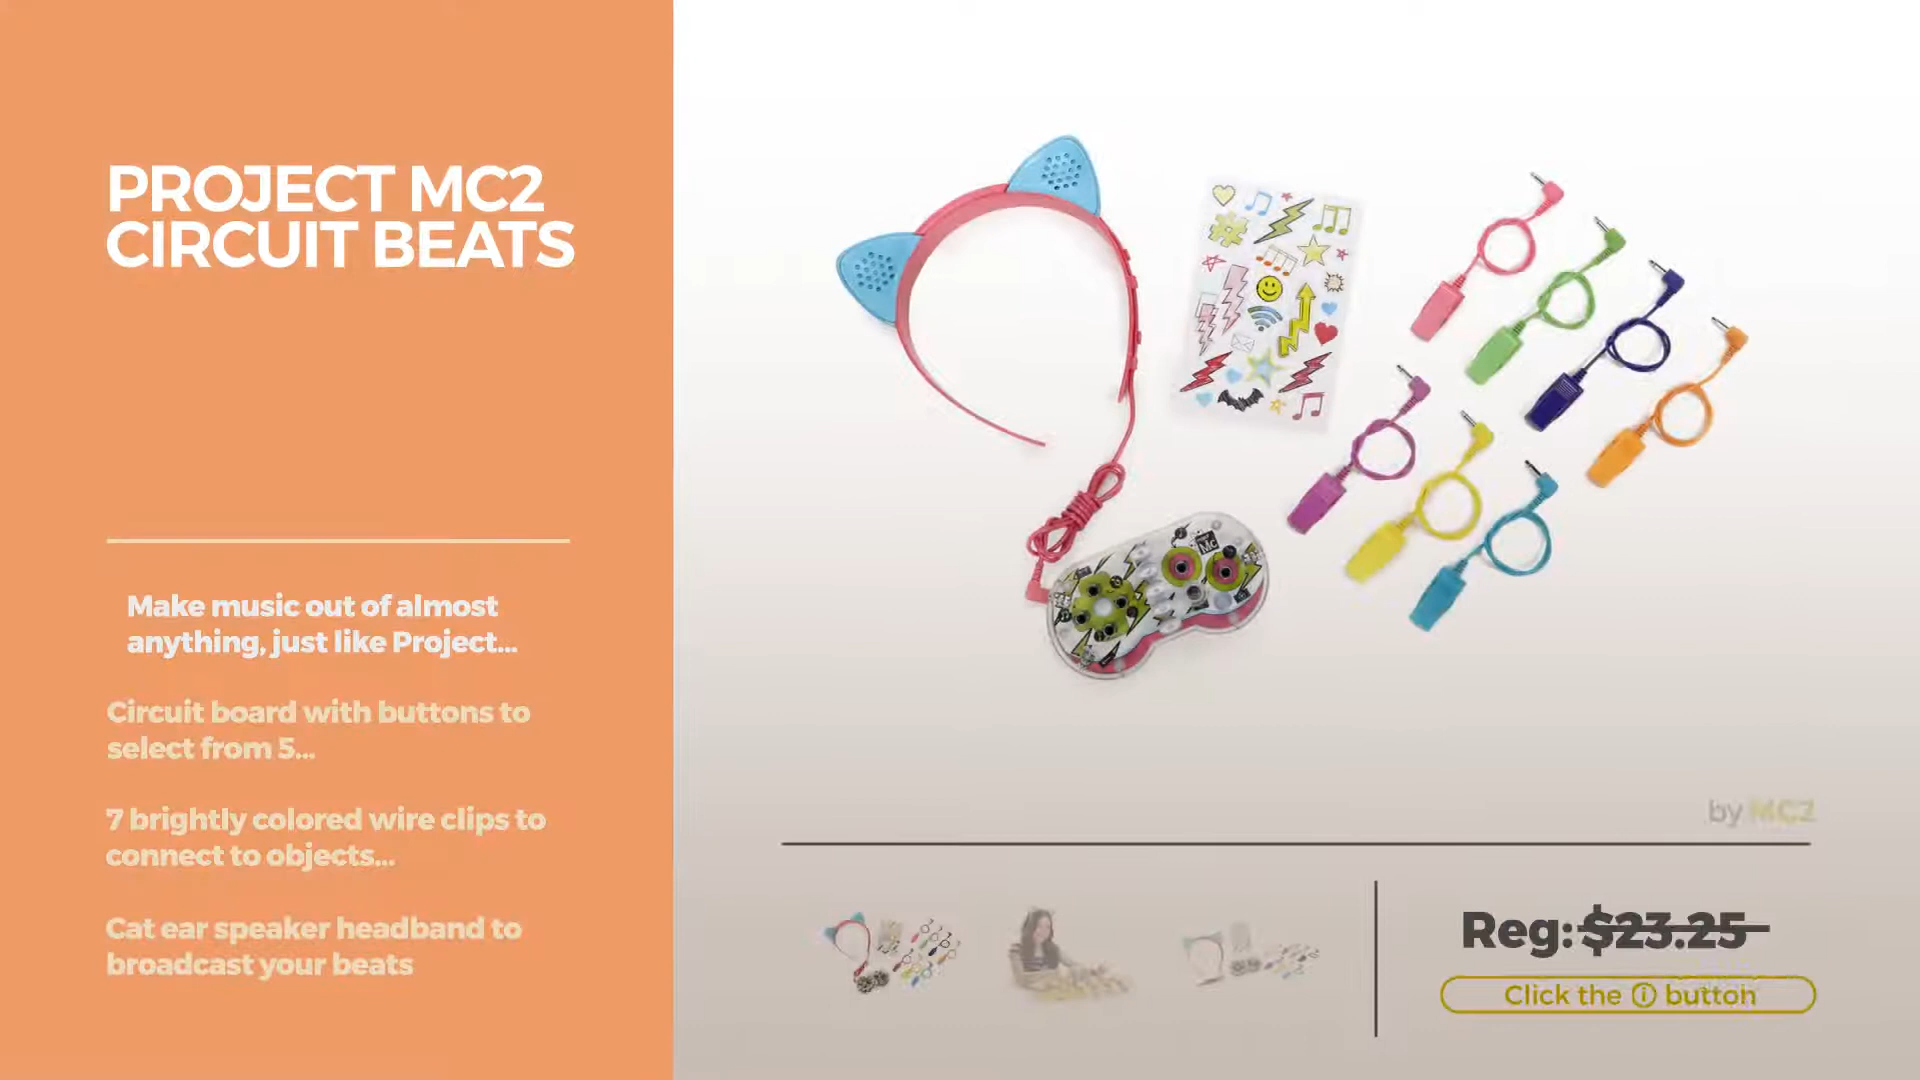 PROJECT MC2
CIRCUIT BEATS
Make music out of almost
anything, just like Project...
Circuit board with buttons to
select from 5...
7 brightly colored wire clips to
connect to objects...
Cat ear speaker headband to
broadcast your beats
Mc
by MC2
Reg: $23.25
Click the ⓘ button